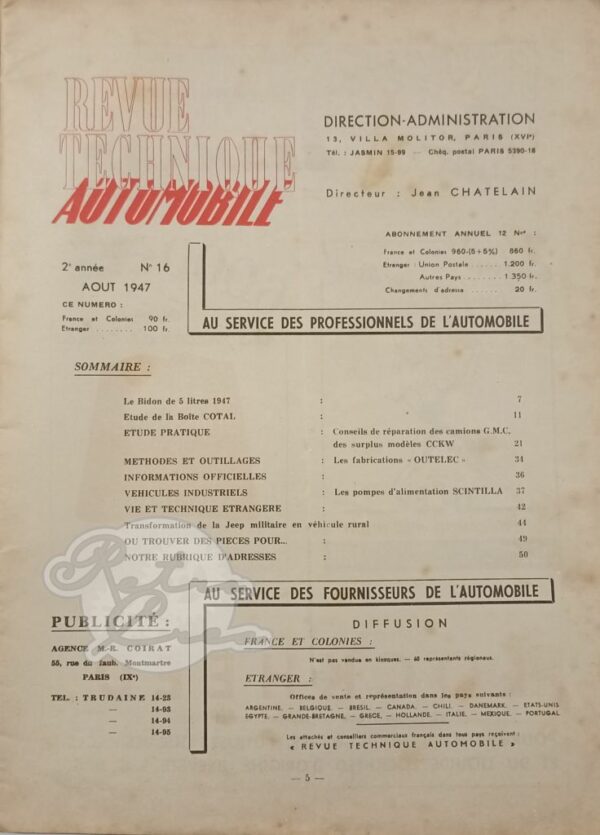 REVUE
TECHNIQUE
AUTOMOBILE
DIRECTION-ADMINISTRATION
13, VILLA MOLITOR, PARIS (XVIe)
Tél. : JASMIN 15-99 — Chèq. postal PARIS 5390-18
Directeur : Jean CHATELAIN
ABONNEMENT ANNUEL 12 Nos :
France et Colonies 960-(5+5%) 860 fr.
Etranger : Union Postale ...... 1.200 fr.
Autres Pays ........ 1.350 fr.
Changements d'adresse ...... 20 fr.
2e année N° 16
AOUT 1947
CE NUMERO :
France et Colonies 90 fr.
Etranger ........ 100 fr.
AU SERVICE DES PROFESSIONNELS DE L'AUTOMOBILE
SOMMAIRE :
Le Bidon de 5 litres 1947 : 7
Etude de la Boîte COTAL : 11
ETUDE PRATIQUE : Conseils de réparation des camions G.M.C.
des surplus modèles CCKW 21
METHODES ET OUTILLAGES : Les fabrications « OUTELEC » 34
INFORMATIONS OFFICIELLES : 36
VEHICULES INDUSTRIELS : Les pompes d'alimentation SCINTILLA 37
VIE ET TECHNIQUE ETRANGERE : 42
Transformation de la Jeep militaire en véhicule rural 44
OU TROUVER DES PIECES POUR... : 49
NOTRE RUBRIQUE D'ADRESSES : 50
AU SERVICE DES FOURNISSEURS DE L'AUTOMOBILE
PUBLICITÉ :
AGENCE M.-R. COIRAT
55, rue du faub. Montmartre
PARIS (IXe)
TEL. : TRUDAINE 14-23
— 14-93
— 14-94
— 14-95
DIFFUSION
FRANCE ET COLONIES :
N'est pas vendue en kiosques. — 60 représentants régionaux.
ETRANGER :
Offices de vente et représentation dans les pays suivants :
ARGENTINE. — BELGIQUE. — BRESIL. — CANADA. — CHILI. — DANEMARK. — ETATS-UNIS
EGYPTE. — GRANDE-BRETAGNE. — GRECE. — HOLLANDE. — ITALIE. — MEXIQUE. — PORTUGAL
Les attachés et conseillers commerciaux français dans tous pays reçoivent :
« REVUE TECHNIQUE AUTOMOBILE »
— 5 —